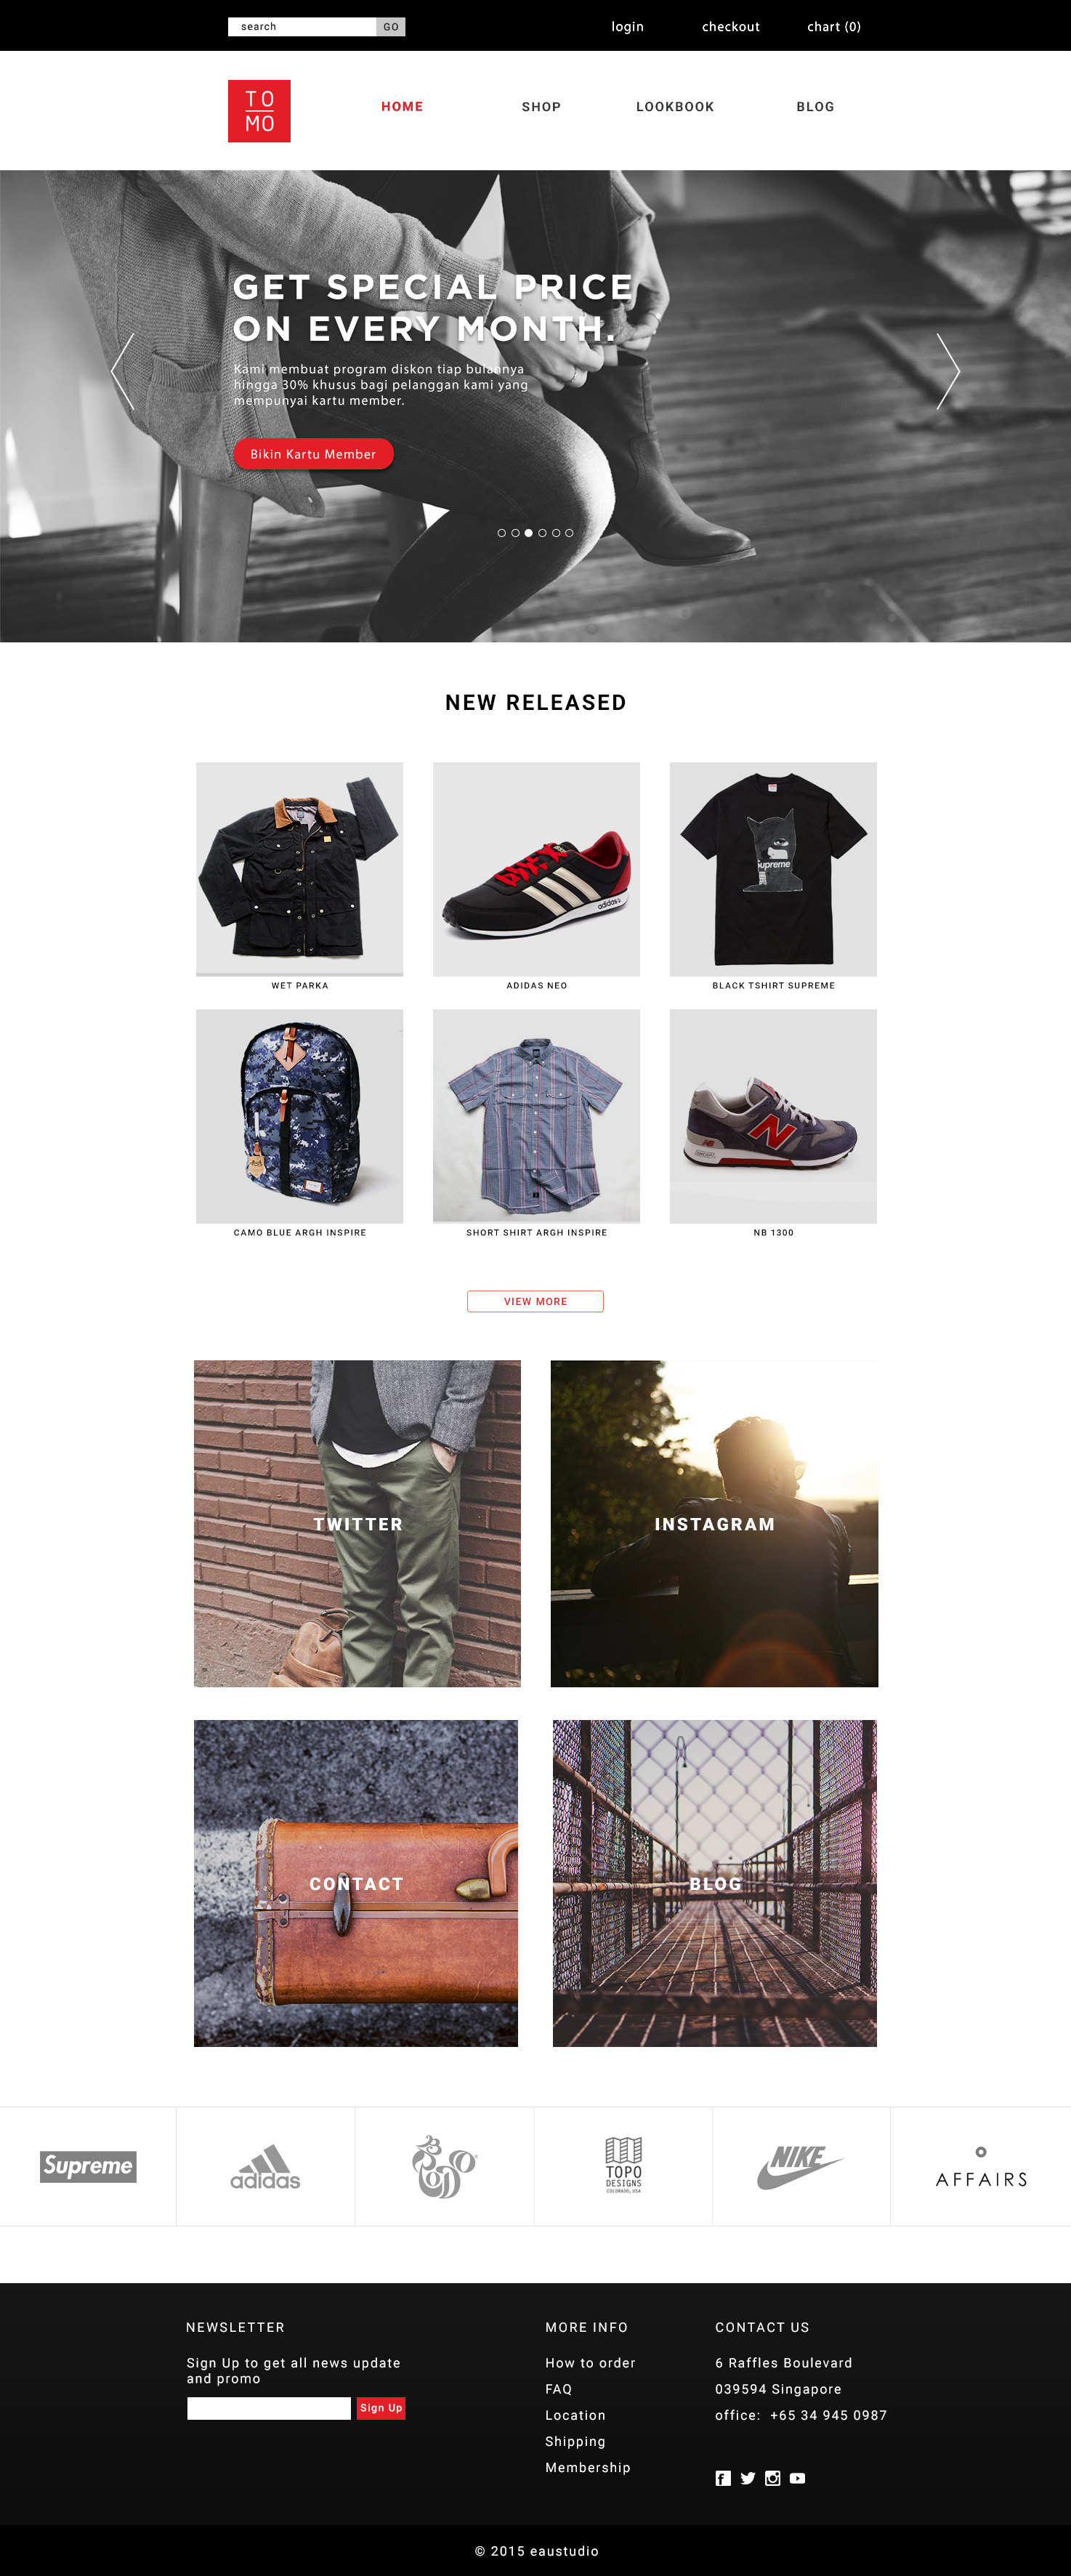 search
GO
login
checkout
chart (0)
TO
MO
HOME
SHOP
LOOKBOOK
BLOG
GET SPECIAL PRICE
ON EVERY MONTH.
Kami membuat program diskon tiap bulannya
hingga 30% khusus bagi pelanggan kami yang
mempunyai kartu member.
Bikin Kartu Member
NEW RELEASED
adidas
Supreme
WET PARKA
ADIDAS NEO
BLACK TSHIRT SUPREME
N
NB
CAMO BLUE ARGH INSPIRE
SHORT SHIRT ARGH INSPIRE
NB 1300
VIEW MORE
TWITTER
INSTAGRAM
CONTACT
BLOG
Supreme
adidas
TOPO
DESIGNS
COLORADO, USA
NIKE
AFFAIRS
NEWSLETTER
Sign Up to get all news update
and promo
Sign Up
MORE INFO
How to order
FAQ
Location
Shipping
Membership
CONTACT US
6 Raffles Boulevard
039594 Singapore
office: +65 34 945 0987
© 2015 eaustudio